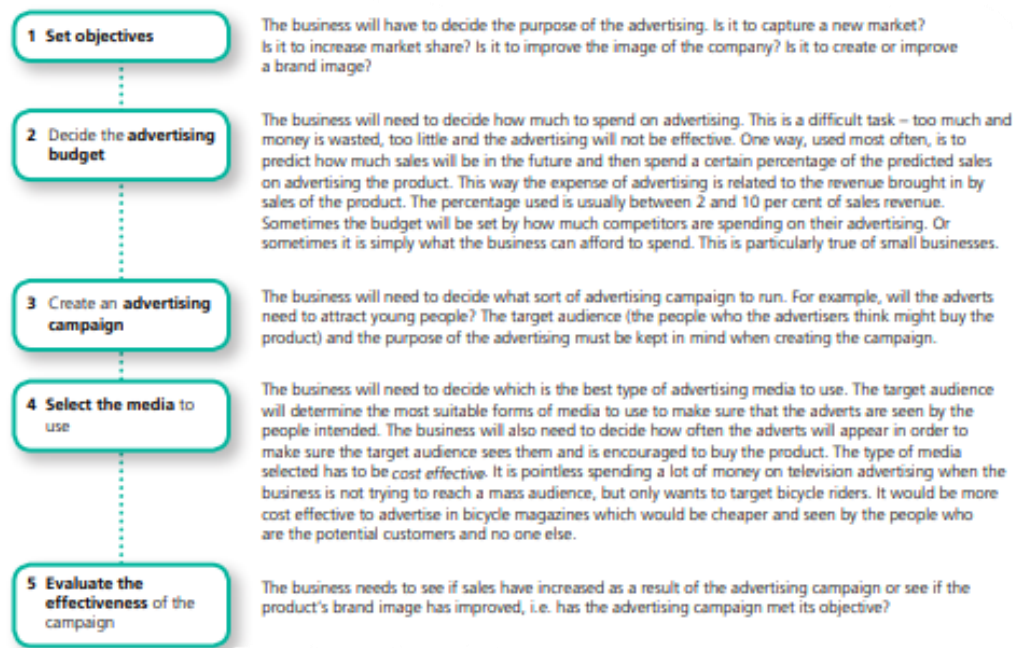 1 Set objectives
The business will have to decide the purpose of the advertising. Is it to capture a new market?
Is it to increase market share? Is it to improve the image of the company? Is it to create or improve
a brand image?
2 Decide the advertising
budget
The business will need to decide how much to spend on advertising. This is a difficult task – too much and
money is wasted, too little and the advertising will not be effective. One way, used most often, is to
predict how much sales will be in the future and then spend a certain percentage of the predicted sales
on advertising the product. This way the expense of advertising is related to the revenue brought in by
sales of the product. The percentage used is usually between 2 and 10 per cent of sales revenue.
Sometimes the budget will be set by how much competitors are spending on their advertising. Or
sometimes it is simply what the business can afford to spend. This is particularly true of small businesses.
3 Create an advertising
campaign
The business will need to decide what sort of advertising campaign to run. For example, will the adverts
need to attract young people? The target audience (the people who the advertisers think might buy the
product) and the purpose of the advertising must be kept in mind when creating the campaign.
4 Select the media to
use
The business will need to decide which is the best type of advertising media to use. The target audience
will determine the most suitable forms of media to use to make sure that the adverts are seen by the
people intended. The business will also need to decide how often the adverts will appear in order to
make sure the target audience sees them and is encouraged to buy the product. The type of media
selected has to be cost effective. It is pointless spending a lot of money on television advertising when the
business is not trying to reach a mass audience, but only wants to target bicycle riders. It would be more
cost effective to advertise in bicycle magazines which would be cheaper and seen by the people who
are the potential customers and no one else.
5 Evaluate the
effectiveness of the
campaign
The business needs to see if sales have increased as a result of the advertising campaign or see if the
product's brand image has improved, i.e. has the advertising campaign met its objective?